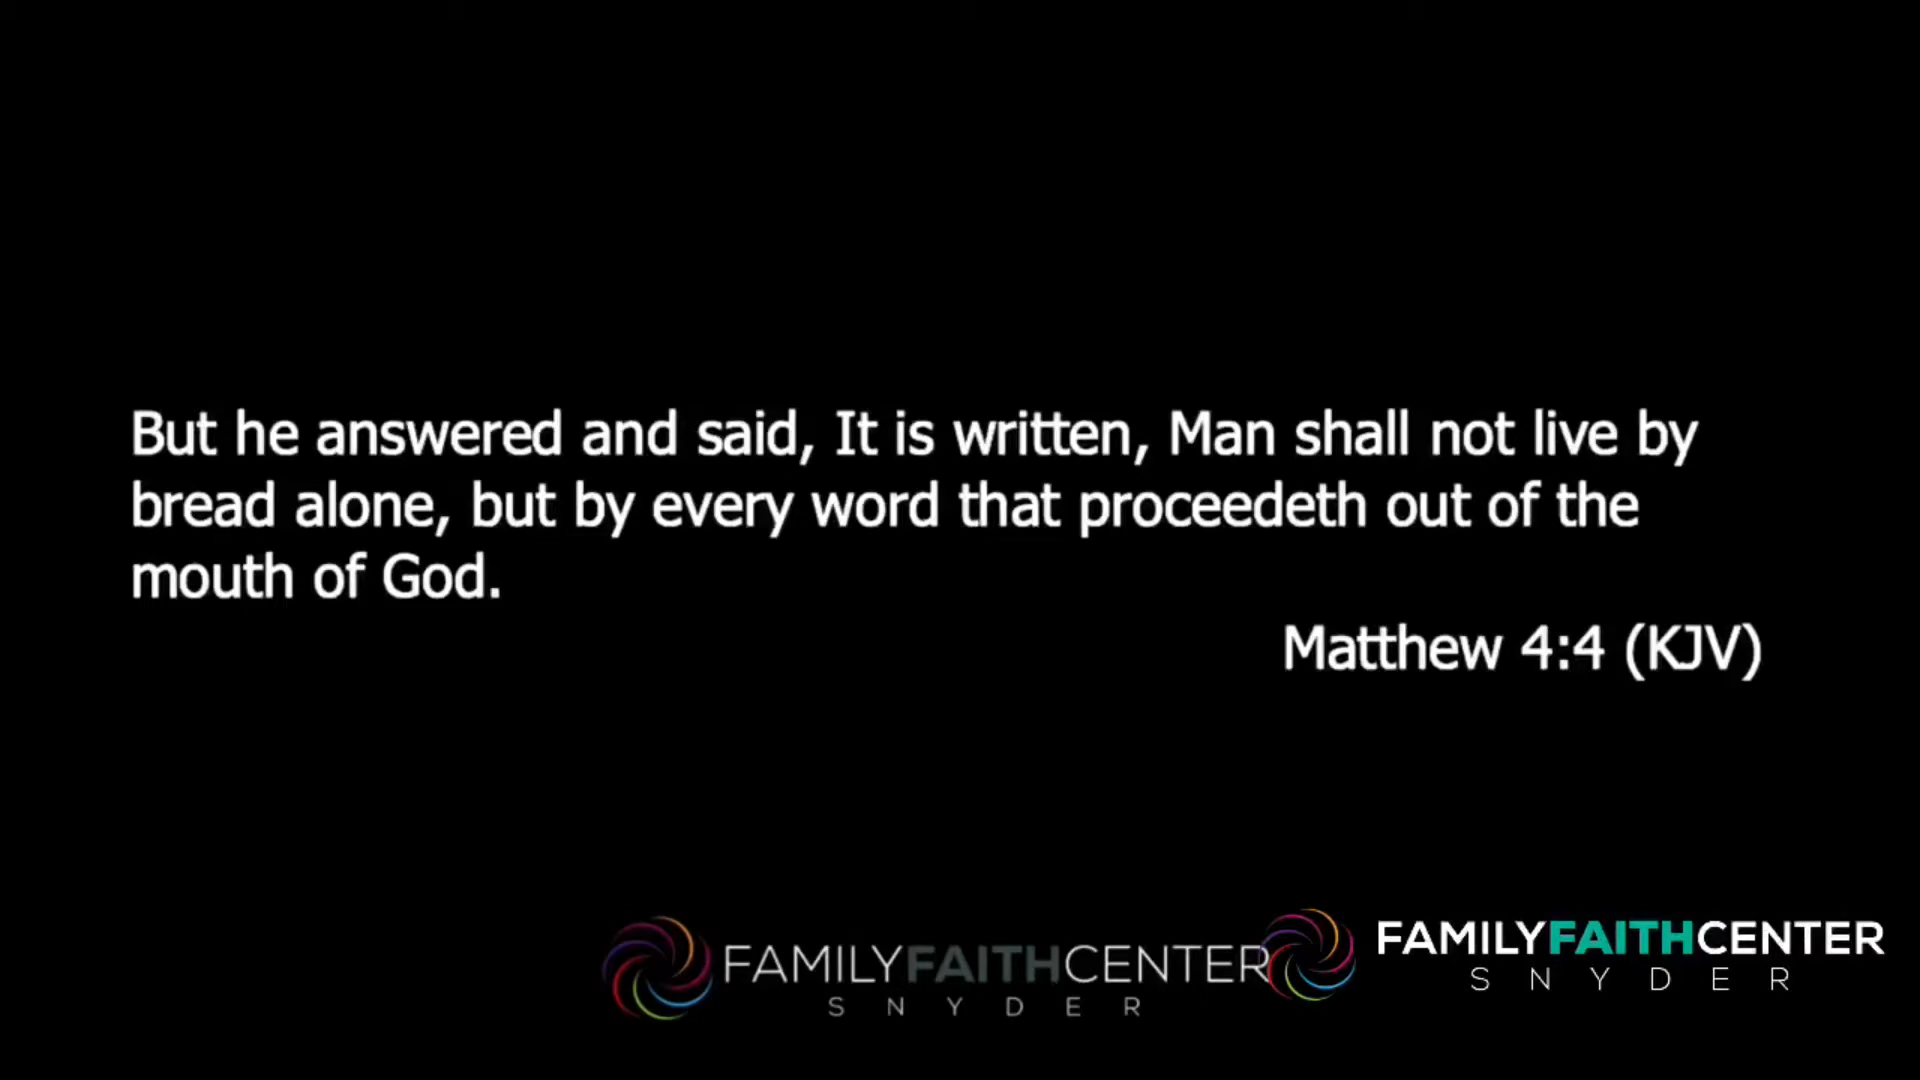 But he answered and said, It is written, Man shall not live by
bread alone, but by every word that proceedeth out of the
mouth of God.
Matthew 4:4 (KJV)
FAMILYFAITHCENTER
SNYDER
FAMILYFAITHCENTER
SNYDER